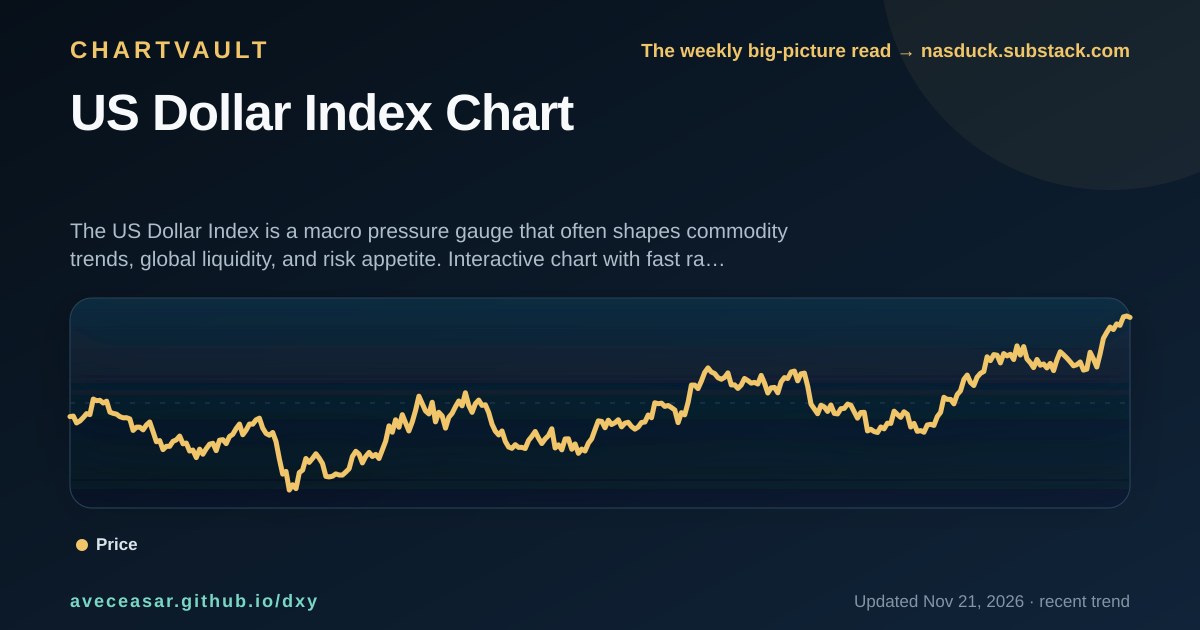 CHARTVAULT
The weekly big-picture read → nasduck.substack.com
US Dollar Index Chart
The US Dollar Index is a macro pressure gauge that often shapes commodity
trends, global liquidity, and risk appetite. Interactive chart with fast ra…
Price
aveceasar.github.io/dxy
Updated Nov 21, 2026 · recent trend